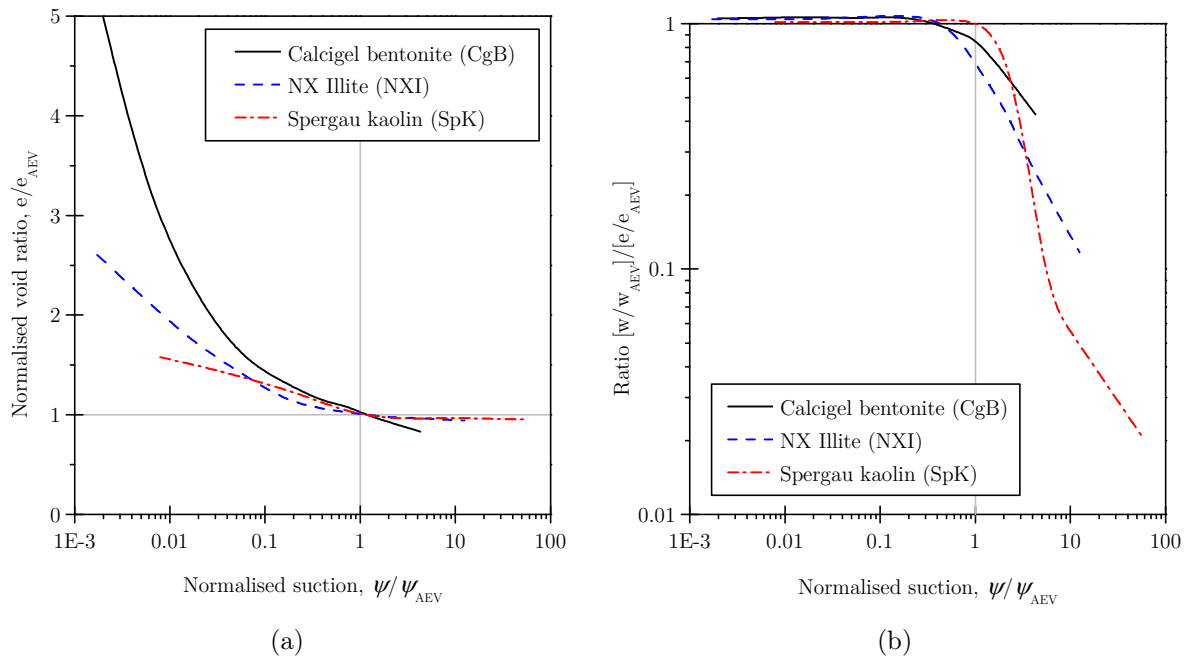 5
4
3
2
1
0
Normalised void ratio, e/e_AEV
Calcigel bentonite (CgB)
NX Illite (NXI)
Spergau kaolin (SpK)
1E-3 0.01 0.1 1 10 100
Normalised suction, ψ/ψ_AEV
(a)
1
0.1
0.01
Ratio [w/w_AEV]/[e/e_AEV]
Calcigel bentonite (CgB)
NX Illite (NXI)
Spergau kaolin (SpK)
1E-3 0.01 0.1 1 10 100
Normalised suction, ψ/ψ_AEV
(b)